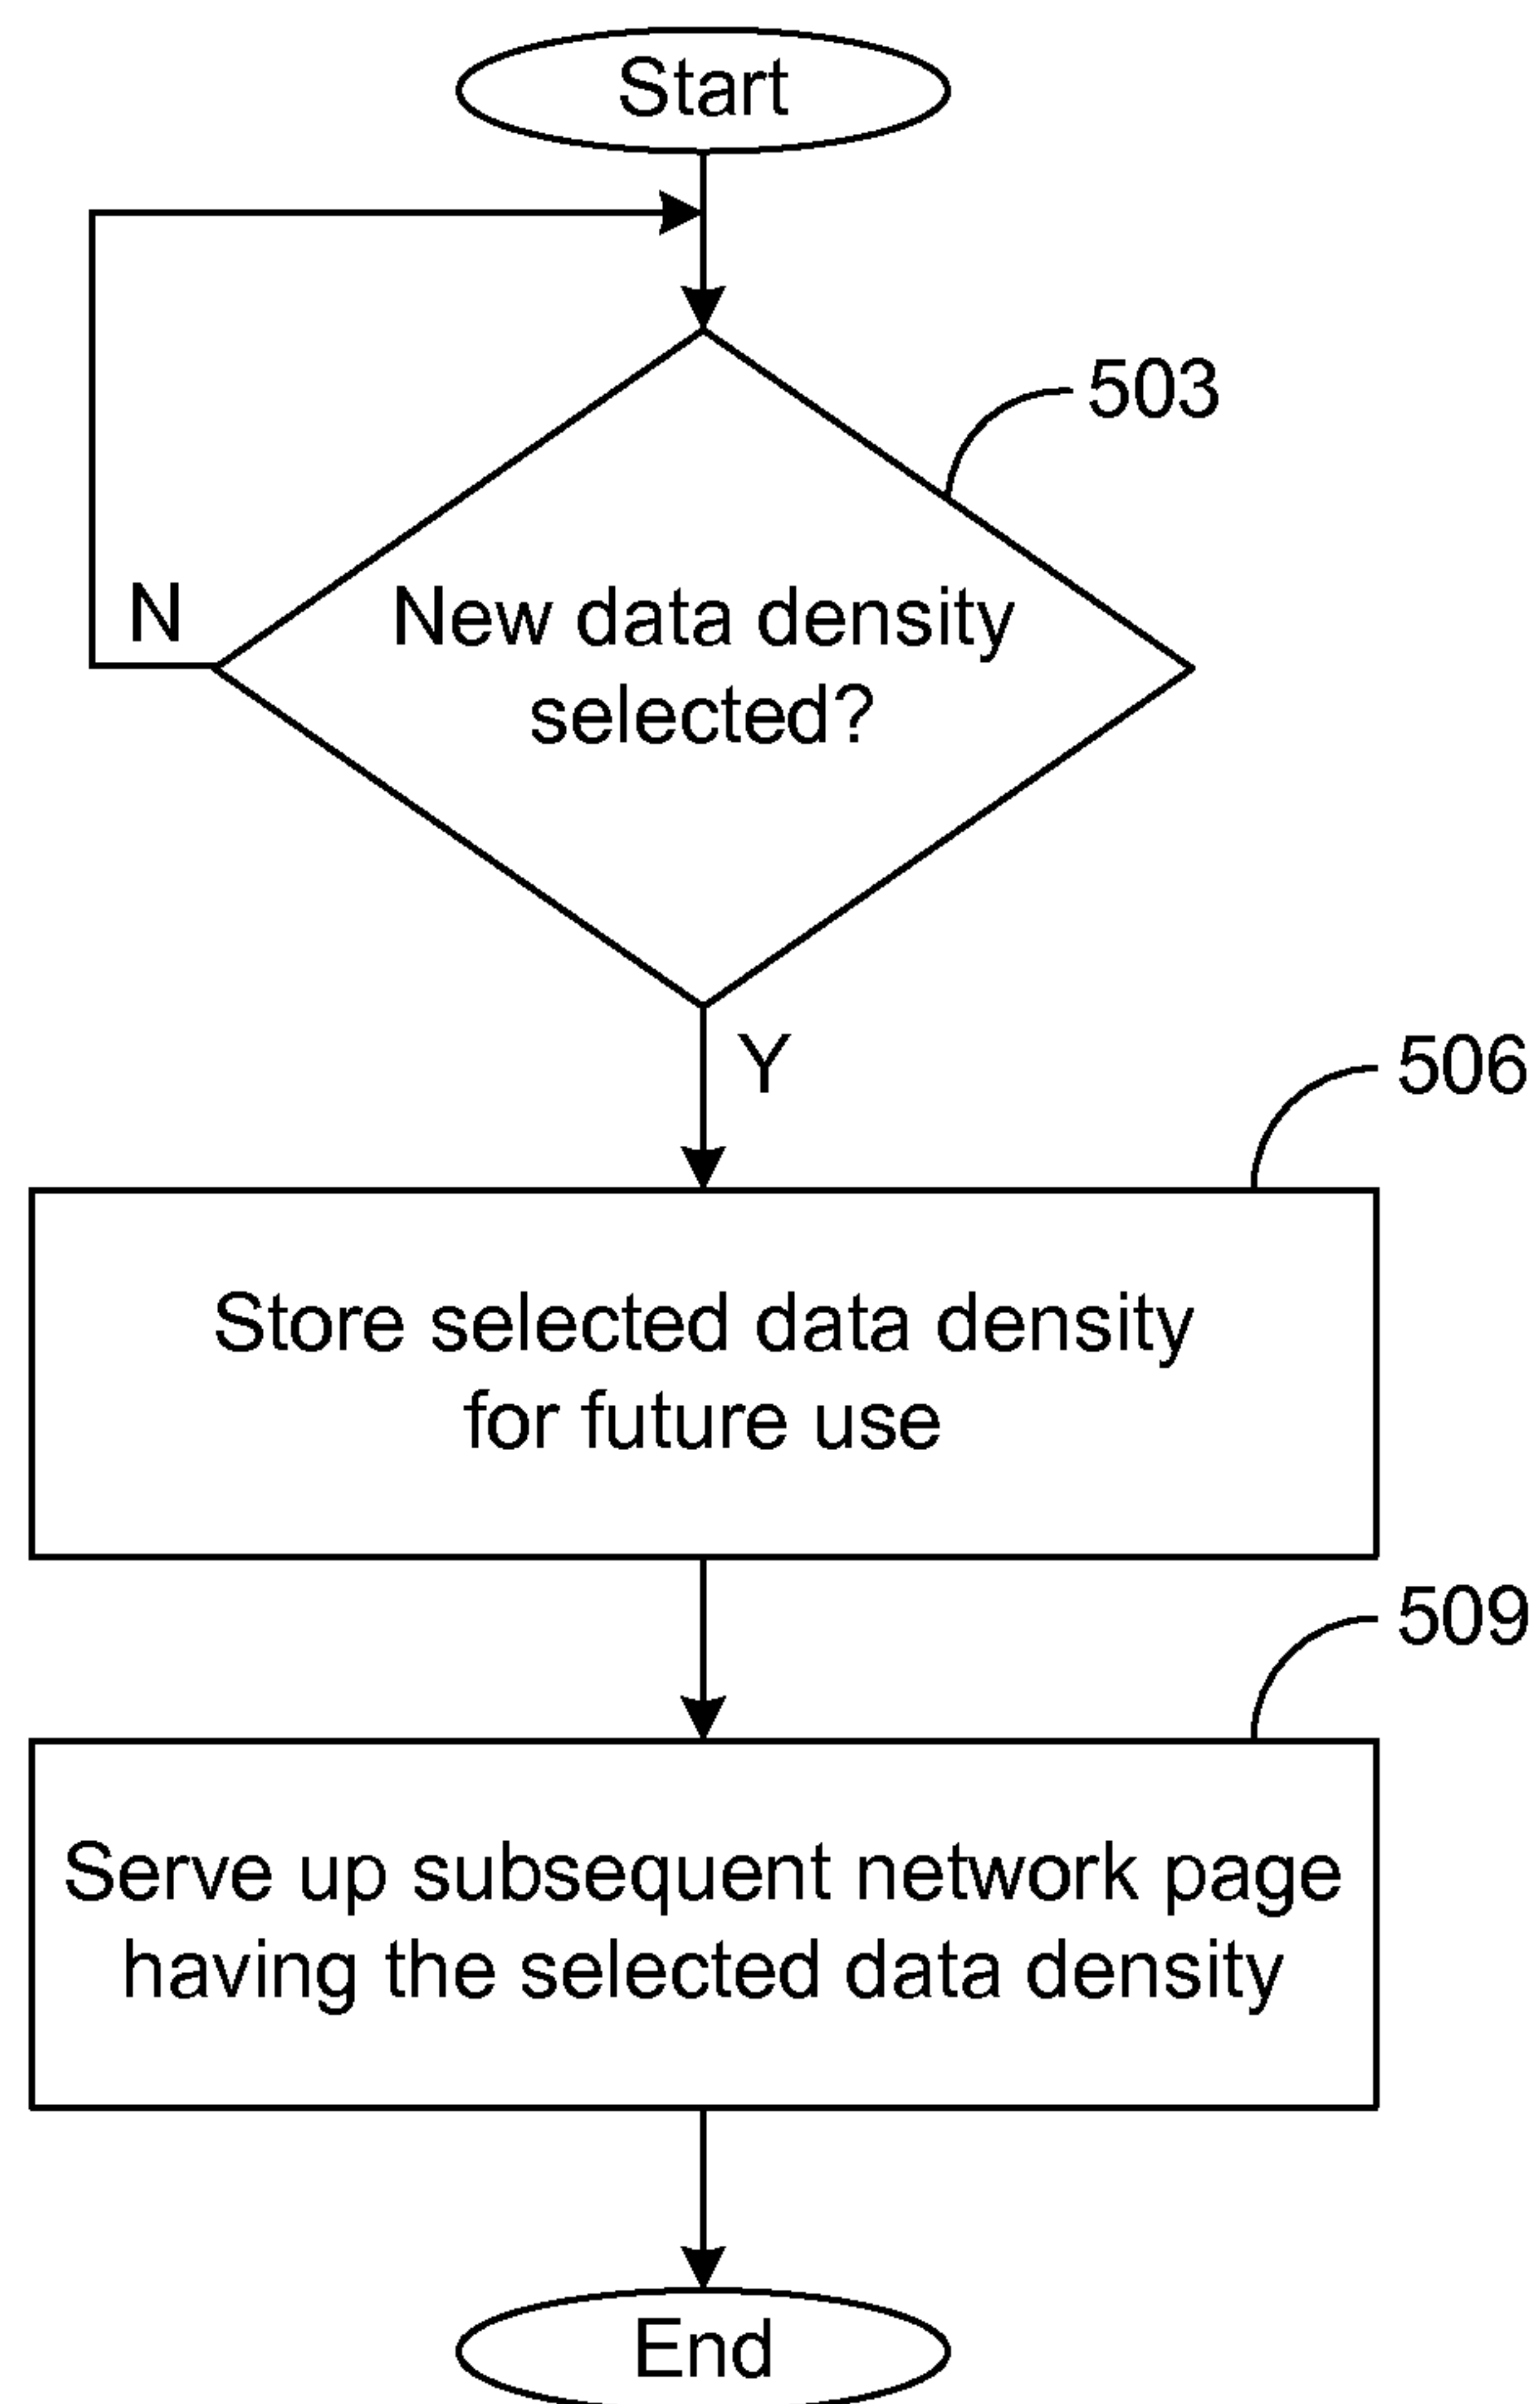 Start
503
New data density
selected?
N
Y
506
Store selected data density
for future use
509
Serve up subsequent network page
having the selected data density
End